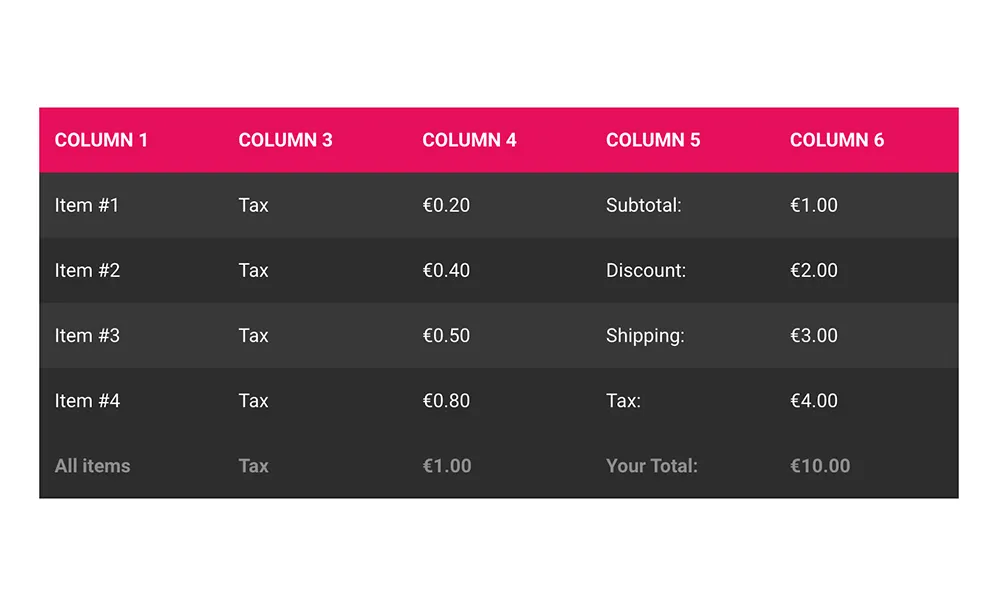 COLUMN 1 COLUMN 3 COLUMN 4 COLUMN 5 COLUMN 6
Item #1 Tax €0.20 Subtotal: €1.00
Item #2 Tax €0.40 Discount: €2.00
Item #3 Tax €0.50 Shipping: €3.00
Item #4 Tax €0.80 Tax: €4.00
All items Tax €1.00 Your Total: €10.00